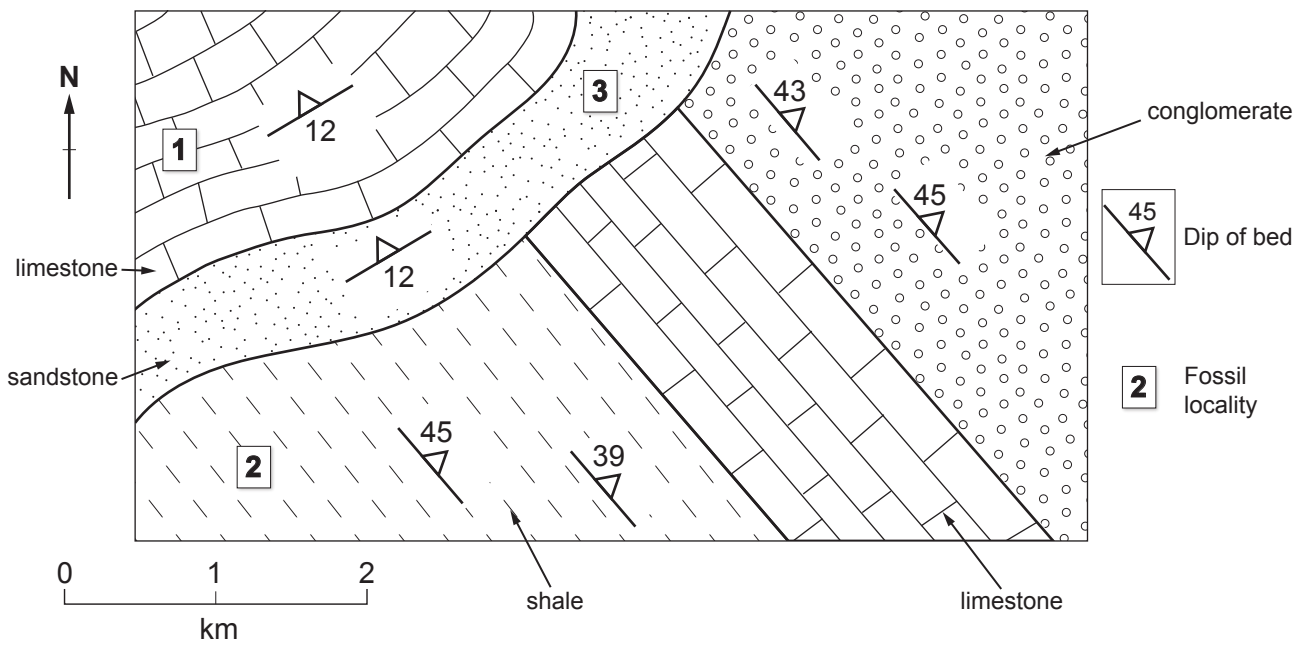 N
3
43
conglomerate
12
1
45
45
Dip of bed
limestone
12
sandstone
2
Fossil
locality
45
39
2
0 1 2
km
shale
limestone